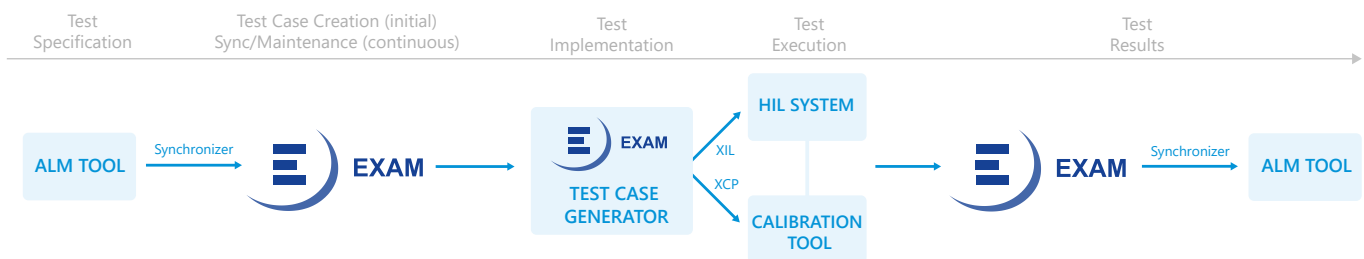 Test
Specification
Test Case Creation (initial)
Sync/Maintenance (continuous)
Test
Implementation
Test
Execution
Test
Results
ALM TOOL
Synchronizer
E
EXAM
E
EXAM
TEST CASE
GENERATOR
XIL
XCP
HIL SYSTEM
CALIBRATION
TOOL
E
EXAM
Synchronizer
ALM TOOL